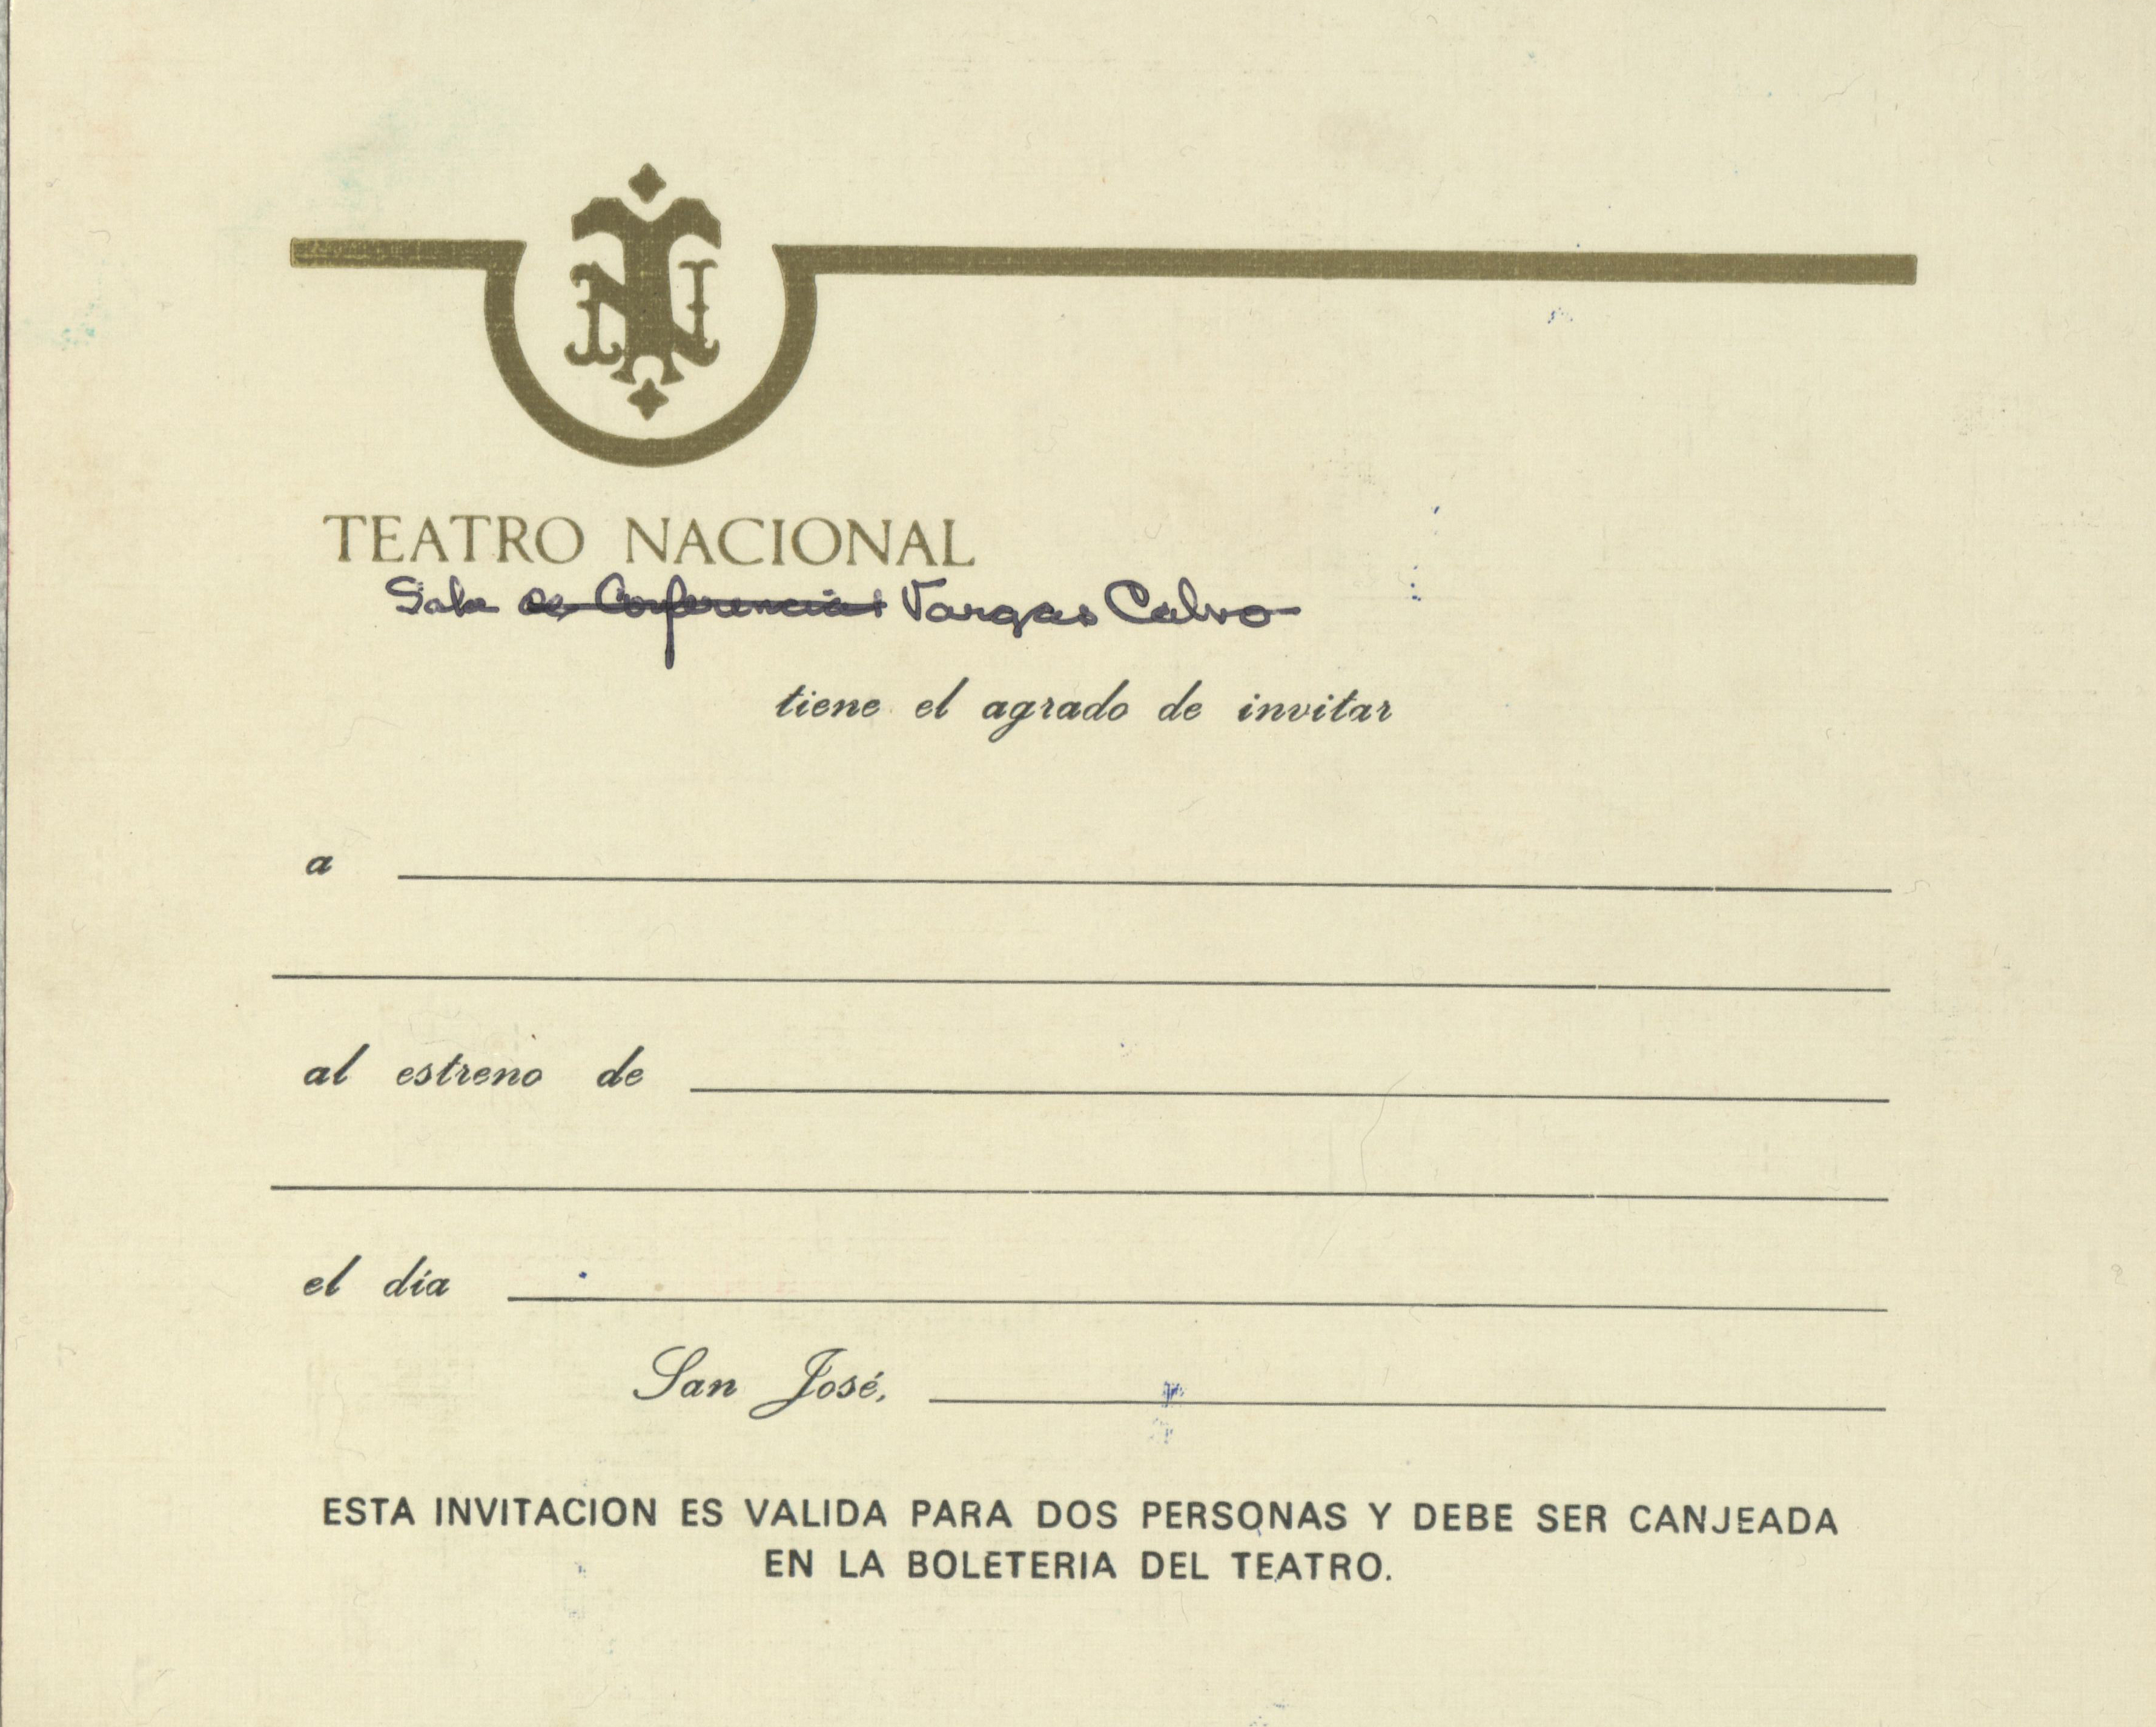 TN
TEATRO NACIONAL
Sala de Conferencias Vargas Calvo
tiene el agrado de invitar
a
al estreno de
el día
San José,
ESTA INVITACION ES VALIDA PARA DOS PERSONAS Y DEBE SER CANJEADA
EN LA BOLETERIA DEL TEATRO.